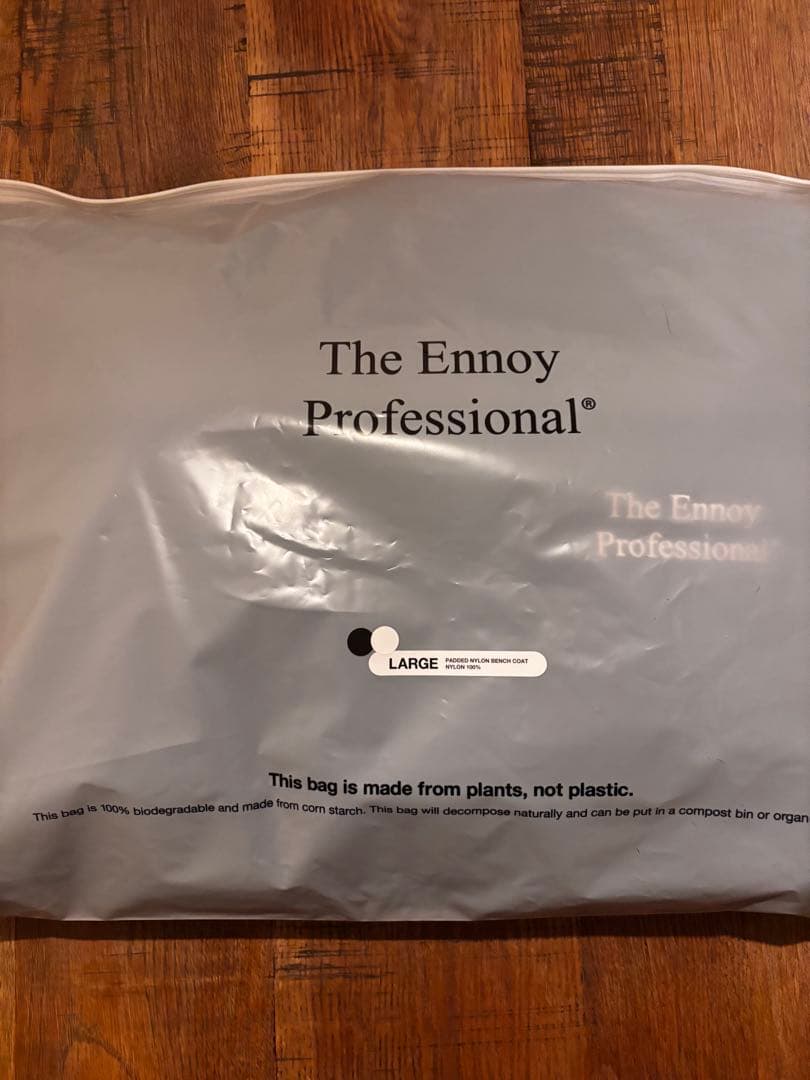 The Ennoy
Professional®
The Ennoy
Professional
LARGE
PADDED NYLON BENCH COAT
NYLON 100%
This bag is made from plants, not plastic.
This bag is 100% biodegradable and made from corn starch. This bag will decompose naturally and can be put in a compost bin or organ